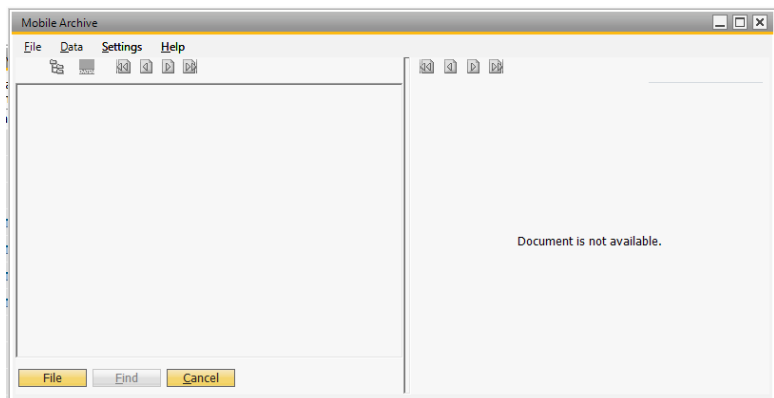 Mobile Archive
File Data Settings Help
Document is not available.
File Find Cancel